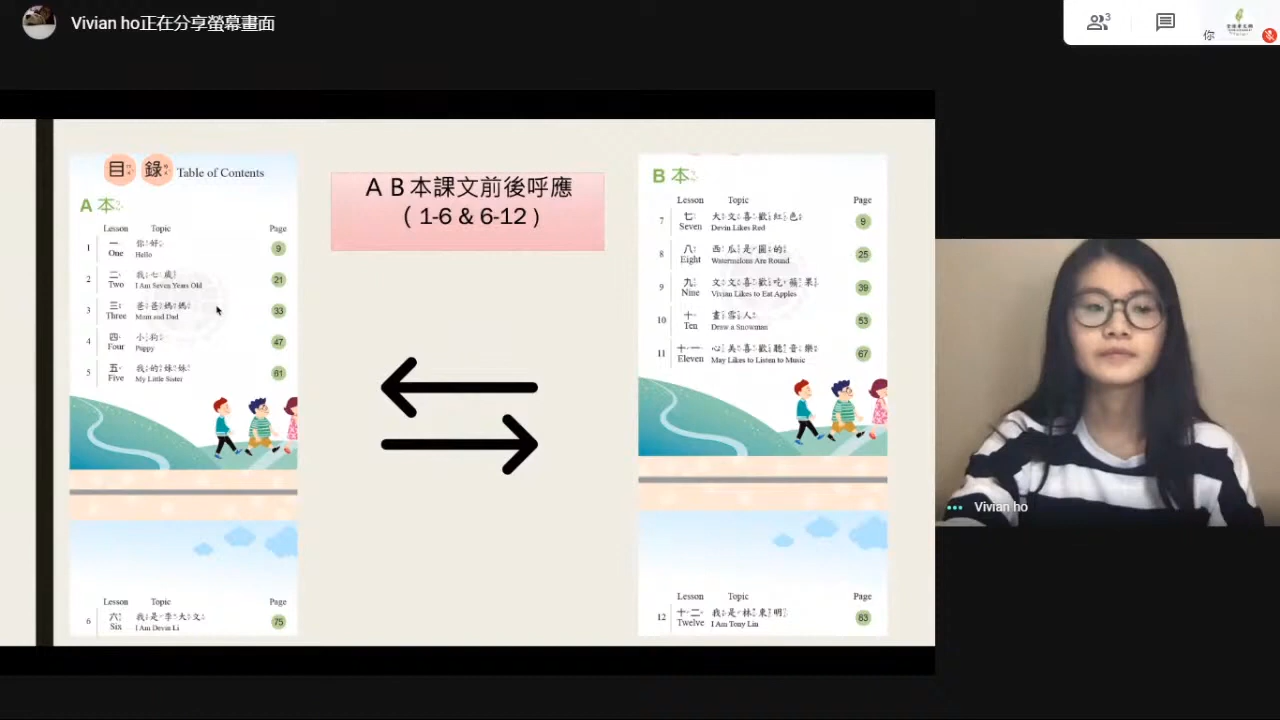 Vivian ho正在分享螢幕畫面
3
你
目錄 Table of Contents
A 本
Lesson Topic Page
1 一 你好 9
One Hello
2 二 我七歲 21
Two I Am Seven Years Old
3 三 爸爸媽媽 33
Three Mom and Dad
4 四 小狗 47
Four Puppy
5 五 我的妹妹 61
Five My Little Sister
Lesson Topic Page
6 六 我是李大文 75
Six I Am Devin Li
ＡＢ本課文前後呼應
( 1-6 & 6-12 )
B 本
Lesson Topic Page
7 七 大文喜歡紅色 9
Seven Devin Likes Red
8 八 西瓜是圓的 25
Eight Watermelons Are Round
9 九 文文喜歡吃蘋果 39
Nine Vivian Likes to Eat Apples
10 十 畫雪人 53
Ten Draw a Snowman
11 十一 心美喜歡聽音樂 67
Eleven May Likes to Listen to Music
Lesson Topic Page
12 十二 我是林東明 83
Twelve I Am Tony Lin
Vivian ho